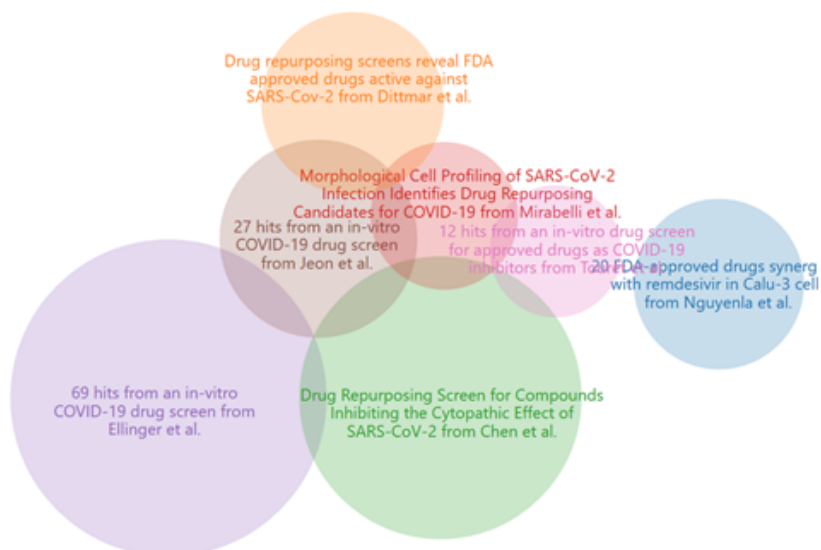 Drug repurposing screens reveal FDA
approved drugs active against
SARS-Cov-2 from Dittmar et al.
Morphological Cell Profiling of SARS-CoV-2
Infection Identifies Drug Repurposing
Candidates for COVID-19 from Mirabelli et al.
27 hits from an in-vitro
COVID-19 drug screen
from Jeon et al.
12 hits from an in-vitro drug screen
for approved drugs as COVID-19
inhibitors from et al.
20 FDA-approved drugs synerg
with remdesivir in Calu-3 cell
from Nguyenla et al.
69 hits from an in-vitro
COVID-19 drug screen from
Ellinger et al.
Drug Repurposing Screen for Compounds
Inhibiting the Cytopathic Effect of
SARS-CoV-2 from Chen et al.